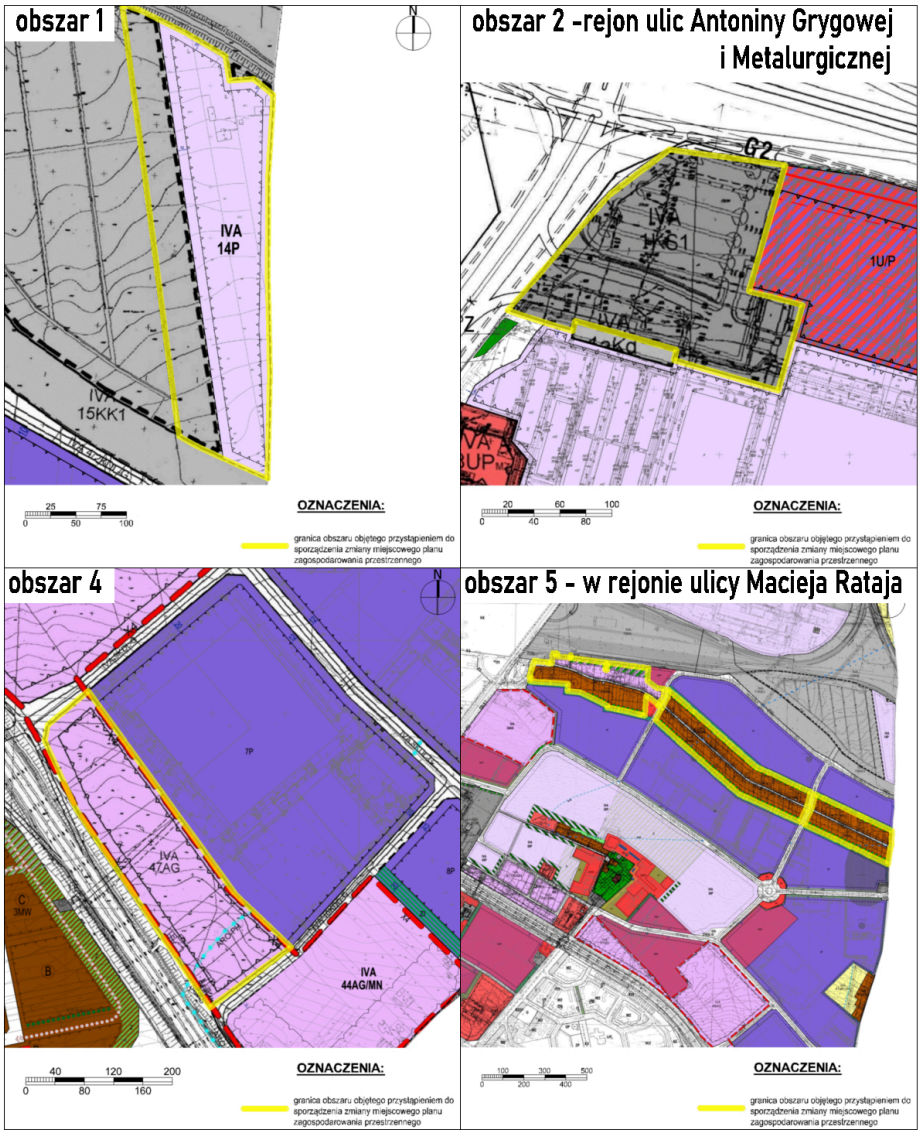 obszar 1
N
IVA
14P
IVA
15KK1
25 75
0 50 100
OZNACZENIA:
granica obszaru objętego przystąpieniem do
sporządzenia zmiany miejscowego planu
zagospodarowania przestrzennego
obszar 2 -rejon ulic Antoniny Grygowej
i Metalurgicznej
G2
IVA
1KS1
1U/P
Z
IVA
IVA
3UP
20 60 100
0 40 80
OZNACZENIA:
granica obszaru objętego przystąpieniem do
sporządzenia zmiany miejscowego planu
zagospodarowania przestrzennego
obszar 4
N
7P
IVA
47AG
8P
C
3MW
B
IVA
44AG/MN
40 120 200
0 80 160
OZNACZENIA:
granica obszaru objętego przystąpieniem do
sporządzenia zmiany miejscowego planu
zagospodarowania przestrzennego
obszar 5 - w rejonie ulicy Macieja Rataja
100 300 500
0 200 400
OZNACZENIA:
granica obszaru objętego przystąpieniem do
sporządzenia zmiany miejscowego planu
zagospodarowania przestrzennego